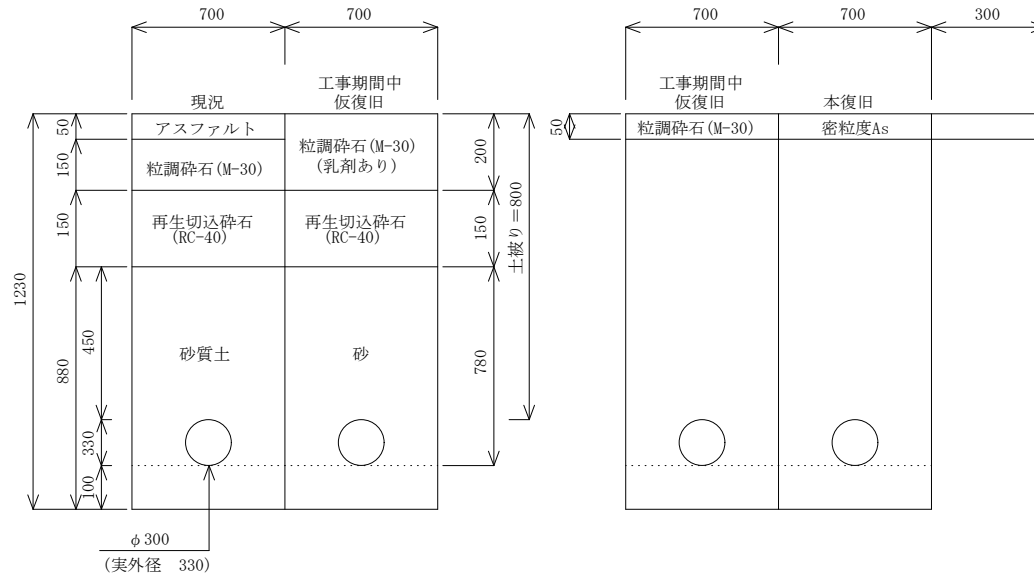 700
700
700
700
300
現況
工事期間中
仮復旧
工事期間中
仮復旧
本復旧
アスファルト
粒調砕石(M-30)
粒調砕石(M-30)
(乳剤あり)
再生切込砕石
(RC-40)
再生切込砕石
(RC-40)
砂質土
砂
粒調砕石(M-30)
密粒度As
1230
50
150
150
880
450
330
100
200
150
780
土被り＝800
50
φ300
(実外径　330)